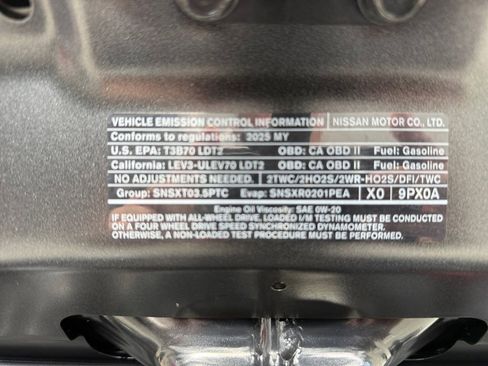 VEHICLE EMISSION CONTROL INFORMATION NISSAN MOTOR CO., LTD.
Conforms to regulations: 2025 MY
U.S. EPA: T3B70 LDT2 OBD: CA OBD II Fuel: Gasoline
California: LEV3-ULEV70 LDT2 OBD: CA OBD II Fuel: Gasoline
NO ADJUSTMENTS NEEDED. 2TWC/2HO2S/2WR-HO2S/DFI/TWC
Group: SNSXT03.5PTC Evap: SNSXR0201PEA X0 9PX0A
Engine Oil Viscosity: SAE 0W-20
IF EQUIPPED WITH ALL-WHEEL DRIVE, LOADED I/M TESTING MUST BE CONDUCTED
ON A FOUR WHEEL DRIVE SPEED SYNCHRONIZED DYNAMOMETER.
OTHERWISE, A NON-LOADED TEST PROCEDURE MUST BE PERFORMED.